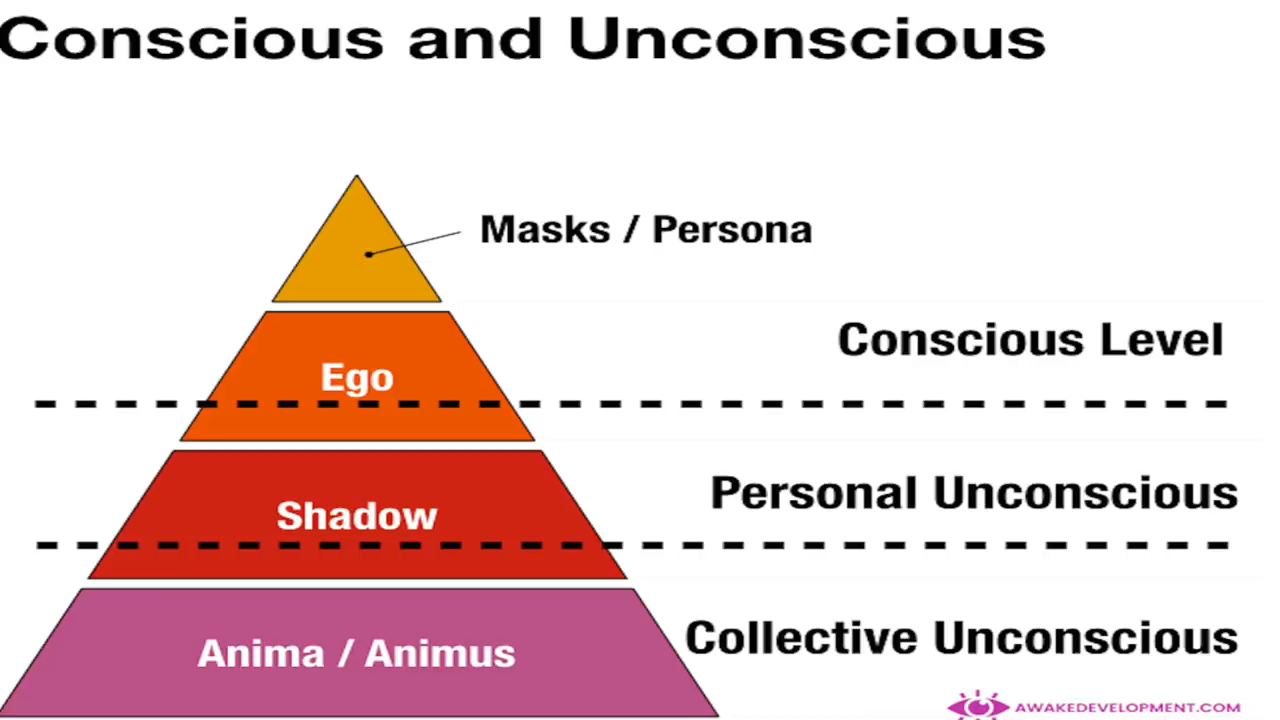 Conscious and Unconscious
Masks / Persona
Conscious Level
Ego
Personal Unconscious
Shadow
Collective Unconscious
Anima / Animus
AWAKEDEVELOPMENT.COM